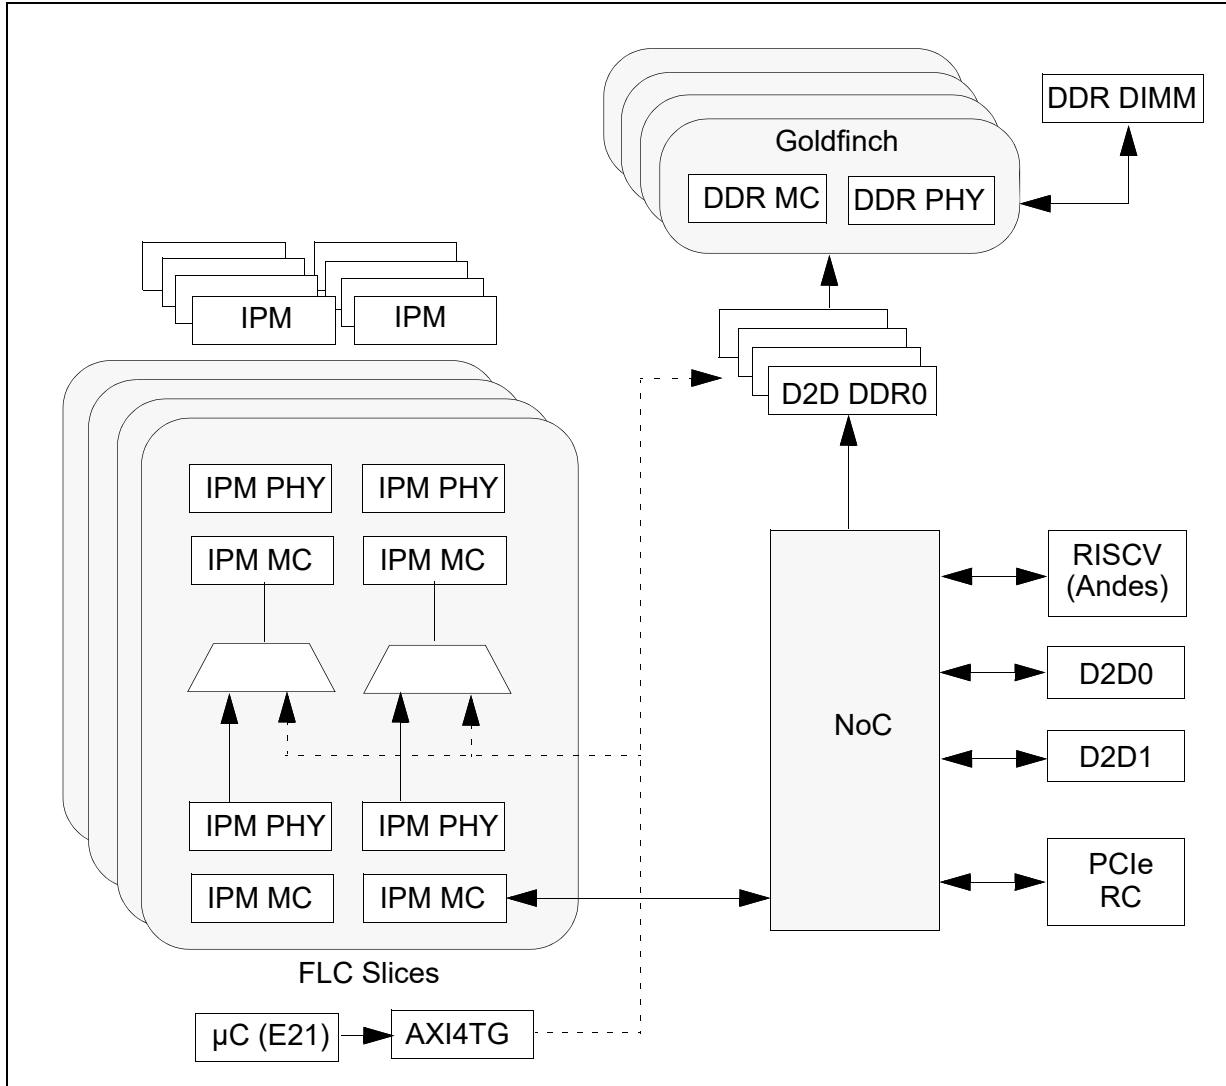 DDR DIMM
Goldfinch
DDR MC
DDR PHY
IPM
IPM
D2D DDR0
IPM PHY
IPM PHY
IPM MC
IPM MC
RISCV
(Andes)
D2D0
NoC
D2D1
IPM PHY
IPM PHY
PCIe
RC
IPM MC
IPM MC
FLC Slices
µC (E21)
AXI4TG